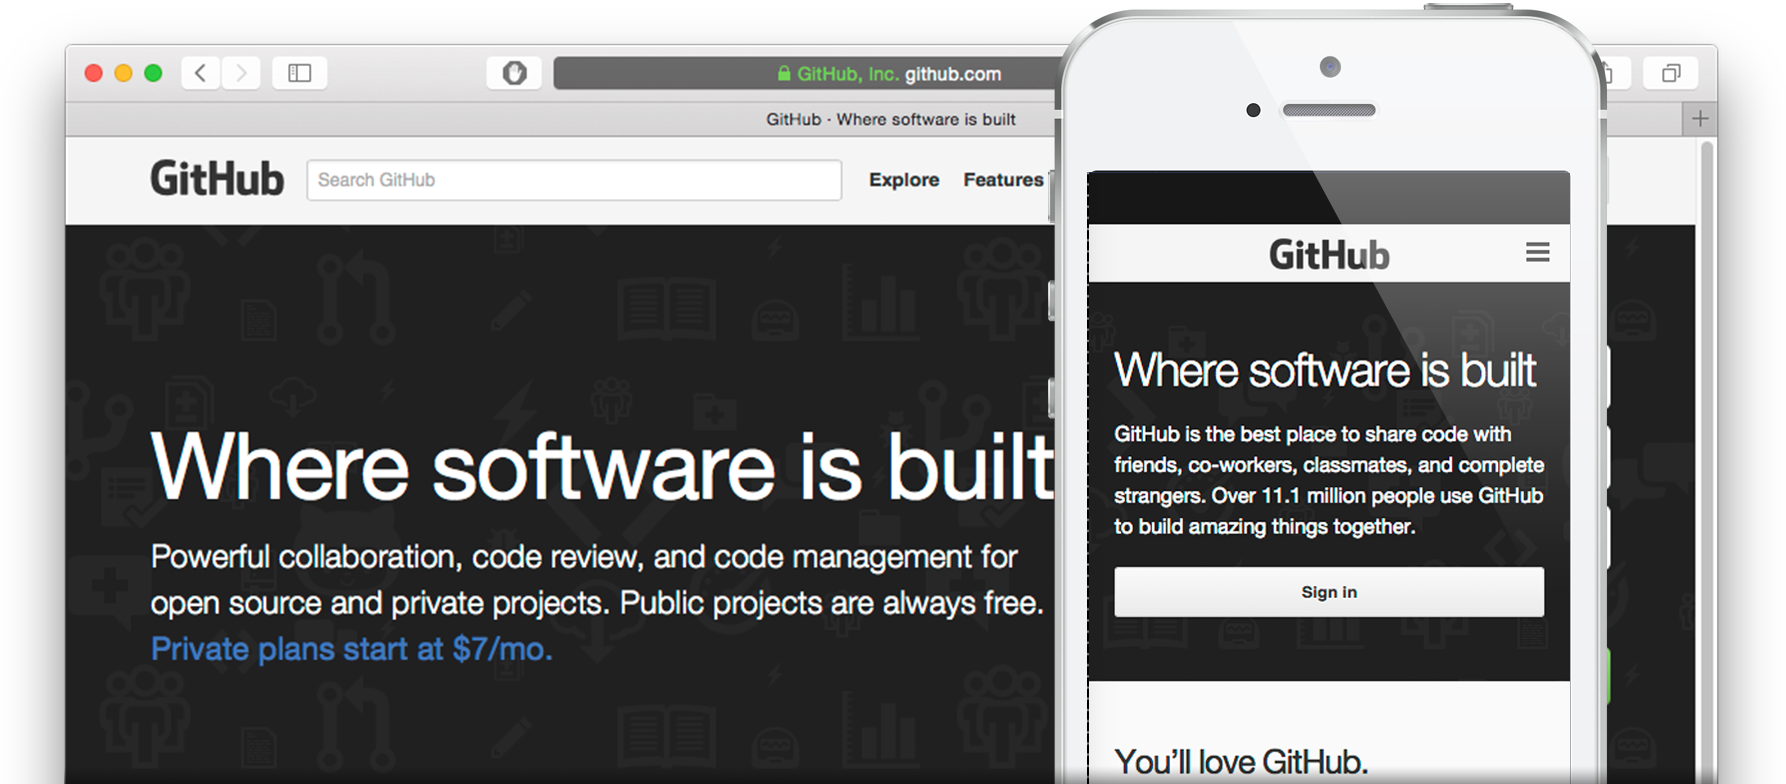 GitHub, Inc. github.com
GitHub · Where software is built
GitHub
Search GitHub
Explore
Features
Where software is built
Powerful collaboration, code review, and code management for
open source and private projects. Public projects are always free.
Private plans start at $7/mo.
GitHub
Where software is built
GitHub is the best place to share code with
friends, co-workers, classmates, and complete
strangers. Over 11.1 million people use GitHub
to build amazing things together.
Sign in
You’ll love GitHub.